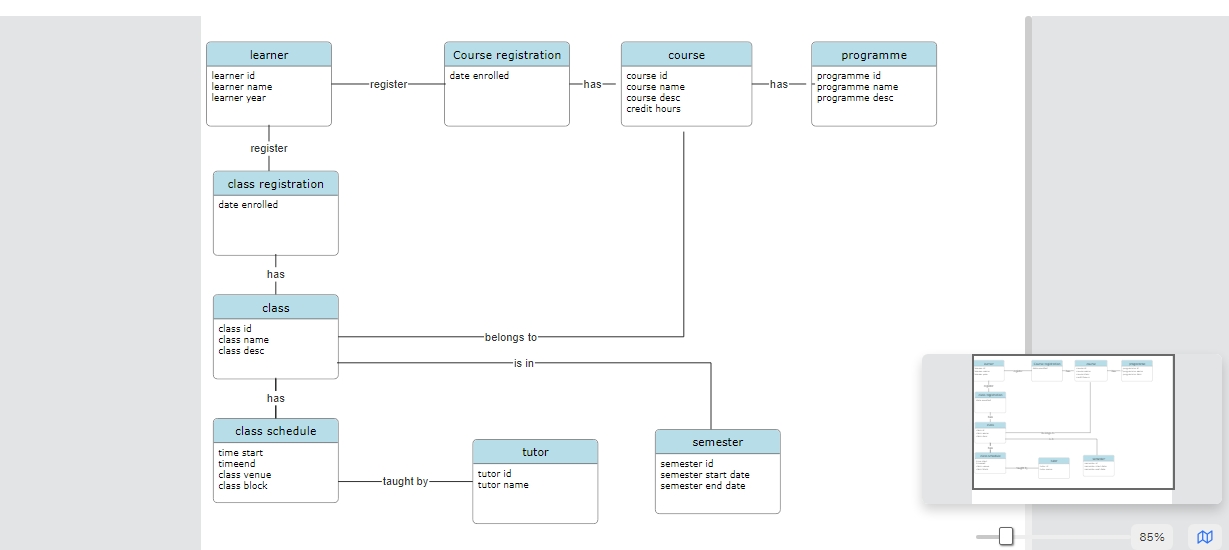 learner
learner id
learner name
learner year
register
Course registration
date enrolled
has
course
course id
course name
course desc
credit hours
has
programme
programme id
programme name
programme desc
register
class registration
date enrolled
has
class
class id
class name
class desc
belongs to
is in
has
class schedule
time start
timeend
class venue
class block
taught by
tutor
tutor id
tutor name
semester
semester id
semester start date
semester end date
85%